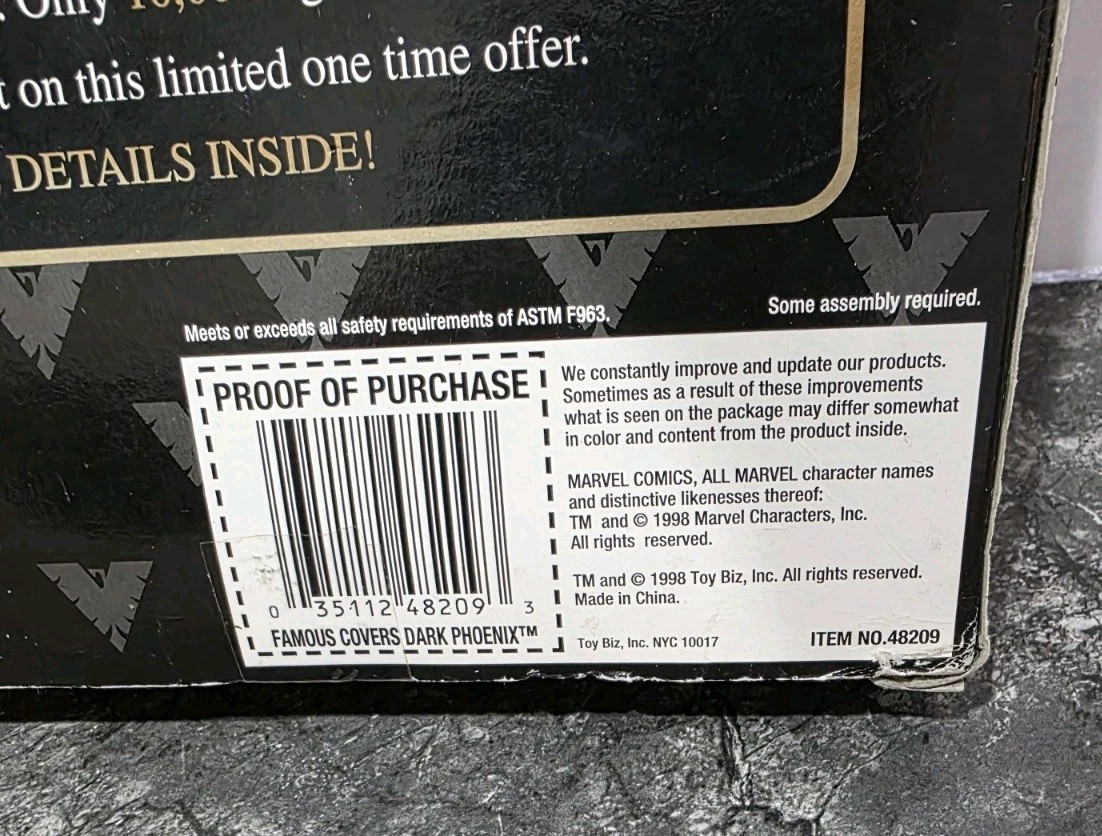 Only
on this limited one time offer.
DETAILS INSIDE!
Some assembly required.
Meets or exceeds all safety requirements of ASTM F963.
PROOF OF PURCHASE
0 35112 48209 3
FAMOUS COVERS DARK PHOENIX™
We constantly improve and update our products.
Sometimes as a result of these improvements
what is seen on the package may differ somewhat
in color and content from the product inside.
MARVEL COMICS, ALL MARVEL character names
and distinctive likenesses thereof:
TM and © 1998 Marvel Characters, Inc.
All rights reserved.
TM and © 1998 Toy Biz, Inc. All rights reserved.
Made in China.
Toy Biz, Inc. NYC 10017
ITEM NO.48209